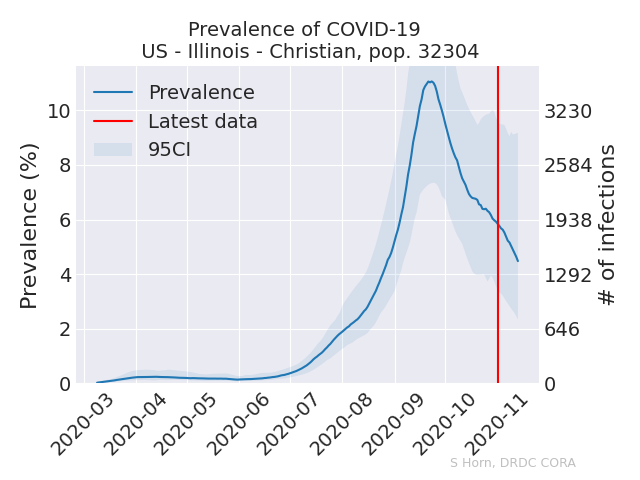 Prevalence of COVID-19
US - Illinois - Christian, pop. 32304
Prevalence
Latest data
95CI
Prevalence (%)
10
8
6
4
2
0
3230
2584
1938
1292
646
0
# of infections
2020-03
2020-04
2020-05
2020-06
2020-07
2020-08
2020-09
2020-10
2020-11
S Horn, DRDC CORA